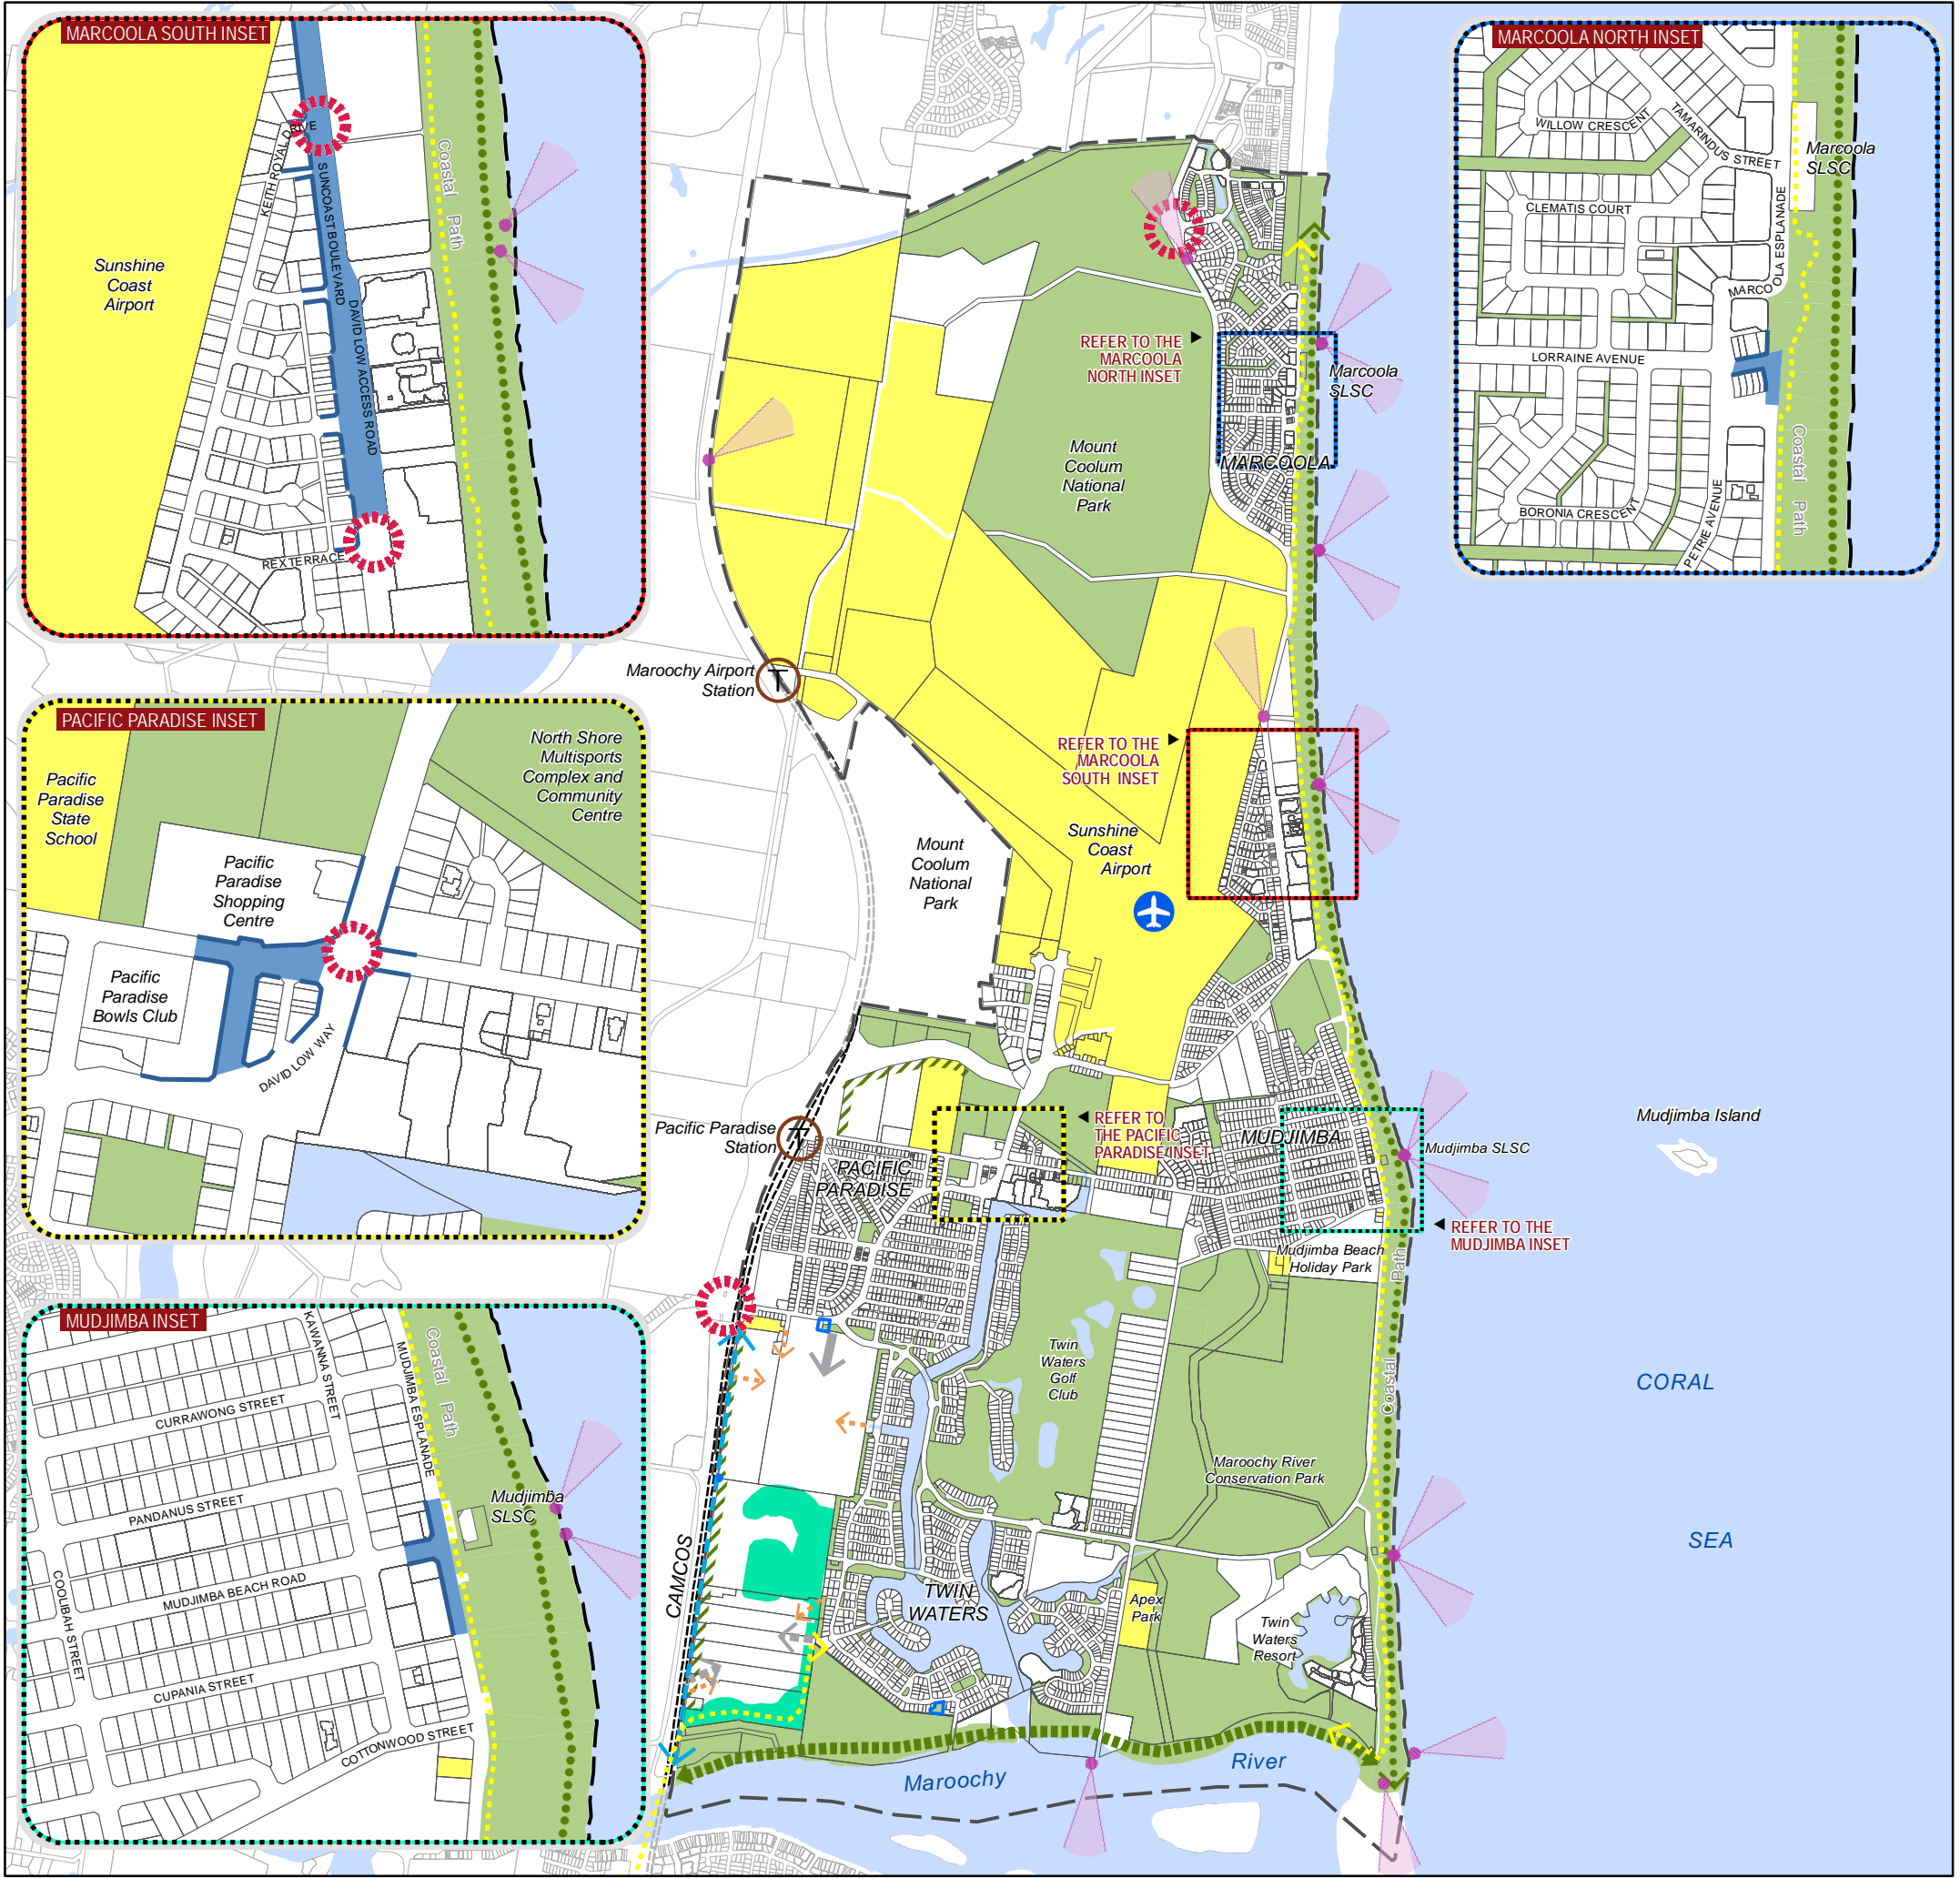 MARCOOLA SOUTH INSET
DRIVE
KEITH ROYAL
SUNCOAST BOULEVARD
DAVID LOW ACCESS ROAD
Coastal Path
Sunshine
Coast
Airport
REX TERRACE
MARCOOLA NORTH INSET
WILLOW CRESCENT
TAMARINDUS STREET
Marcoola
SLSC
CLEMATIS COURT
MARCOOLA ESPLANADE
LORRAINE AVENUE
Coastal Path
BORONIA CRESCENT
PETRIE AVENUE
PACIFIC PARADISE INSET
North Shore
Multisports
Complex and
Community
Centre
Pacific
Paradise
State
School
Pacific
Paradise
Shopping
Centre
Pacific
Paradise
Bowls Club
DAVID LOW WAY
MUDJIMBA INSET
KAWANNA STREET
MUDJIMBA ESPLANADE
Coastal Path
CURRAWONG STREET
PANDANUS STREET
Mudjimba
SLSC
MUDJIMBA BEACH ROAD
COOLIBAH STREET
CUPANIA STREET
COTTONWOOD STREET
REFER TO THE
MARCOOLA
NORTH INSET
Marcoola
SLSC
Mount
Coolum
National
Park
MARCOOLA
Maroochy Airport
Station
T
REFER TO THE
MARCOOLA
SOUTH INSET
Mount
Coolum
National
Park
Sunshine
Coast
Airport
Pacific Paradise
Station
T
REFER TO
THE PACIFIC
PARADISE INSET
PACIFIC
PARADISE
MUDJIMBA
Mudjimba SLSC
Mudjimba Island
REFER TO THE
MUDJIMBA INSET
Mudjimba Beach
Holiday Park
Coastal Path
Twin
Waters
Golf
Club
CORAL
SEA
Maroochy River
Conservation Park
CAMCOS
TWIN
WATERS
Apex
Park
Twin
Waters
Resort
Maroochy River